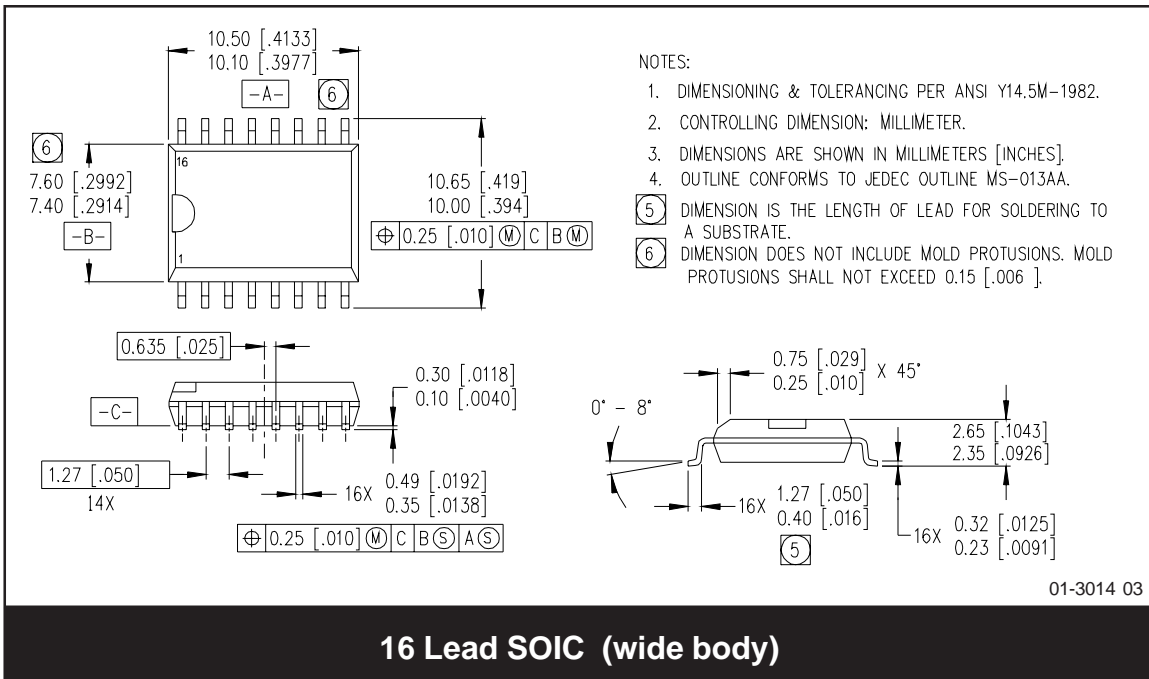 10.50 [.4133]
10.10 [.3977]
-A-
6
6
7.60 [.2992]
7.40 [.2914]
-B-
16
1
10.65 [.419]
10.00 [.394]
⌖ 0.25 [.010] Ⓜ C B Ⓜ
NOTES:
1. DIMENSIONING & TOLERANCING PER ANSI Y14.5M-1982.
2. CONTROLLING DIMENSION: MILLIMETER.
3. DIMENSIONS ARE SHOWN IN MILLIMETERS [INCHES].
4. OUTLINE CONFORMS TO JEDEC OUTLINE MS-013AA.
5 DIMENSION IS THE LENGTH OF LEAD FOR SOLDERING TO
A SUBSTRATE.
6 DIMENSION DOES NOT INCLUDE MOLD PROTUSIONS. MOLD
PROTUSIONS SHALL NOT EXCEED 0.15 [.006 ].
0.635 [.025]
-C-
0.30 [.0118]
0.10 [.0040]
1.27 [.050]
14X
16X 0.49 [.0192]
0.35 [.0138]
⌖ 0.25 [.010] Ⓜ C B Ⓢ A Ⓢ
0.75 [.029]
0.25 [.010] X 45°
0° - 8°
2.65 [.1043]
2.35 [.0926]
16X 1.27 [.050]
0.40 [.016]
5
16X 0.32 [.0125]
0.23 [.0091]
01-3014 03
16 Lead SOIC (wide body)